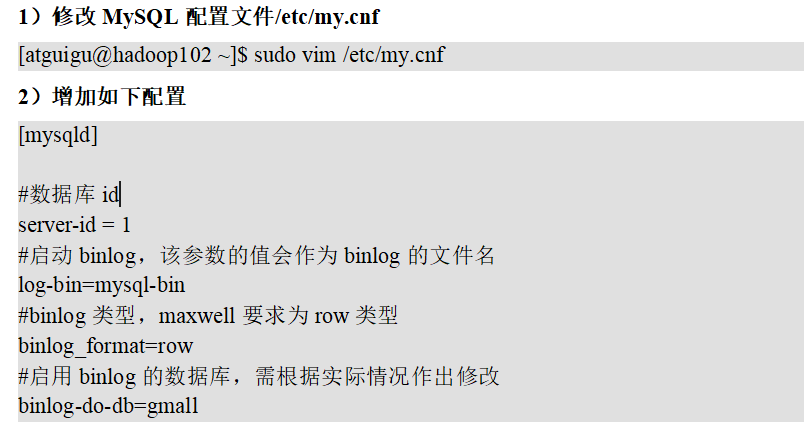 1）修改 MySQL 配置文件/etc/my.cnf
[atguigu@hadoop102 ~]$ sudo vim /etc/my.cnf
2）增加如下配置
[mysqld]
#数据库 id
server-id = 1
#启动 binlog，该参数的值会作为 binlog 的文件名
log-bin=mysql-bin
#binlog 类型，maxwell 要求为 row 类型
binlog_format=row
#启用 binlog 的数据库，需根据实际情况作出修改
binlog-do-db=gmall